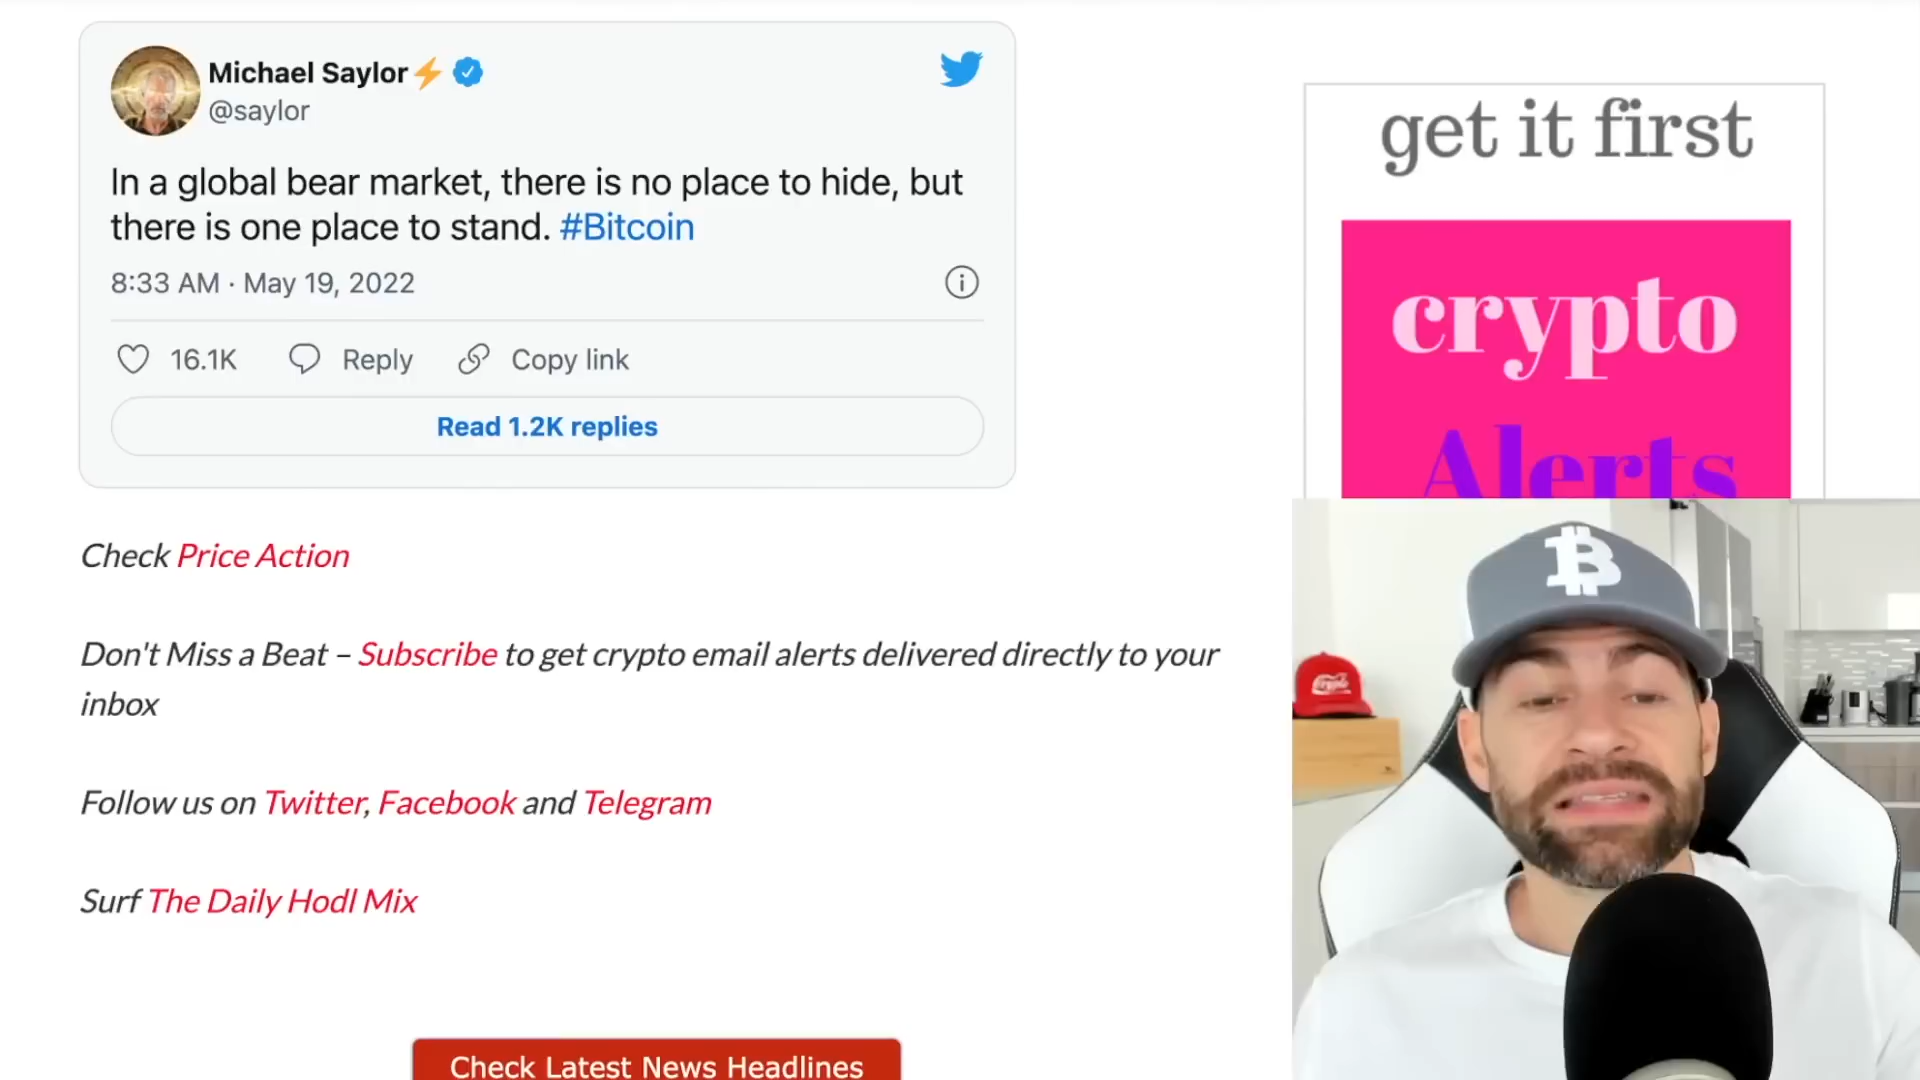 Michael Saylor⚡
@saylor
In a global bear market, there is no place to hide, but
there is one place to stand. #Bitcoin
8:33 AM · May 19, 2022
16.1K Reply Copy link
Read 1.2K replies
Check Price Action
Don't Miss a Beat – Subscribe to get crypto email alerts delivered directly to your
inbox
Follow us on Twitter, Facebook and Telegram
Surf The Daily Hodl Mix
Check Latest News Headlines
get it first
crypto
Alerts
Crypto